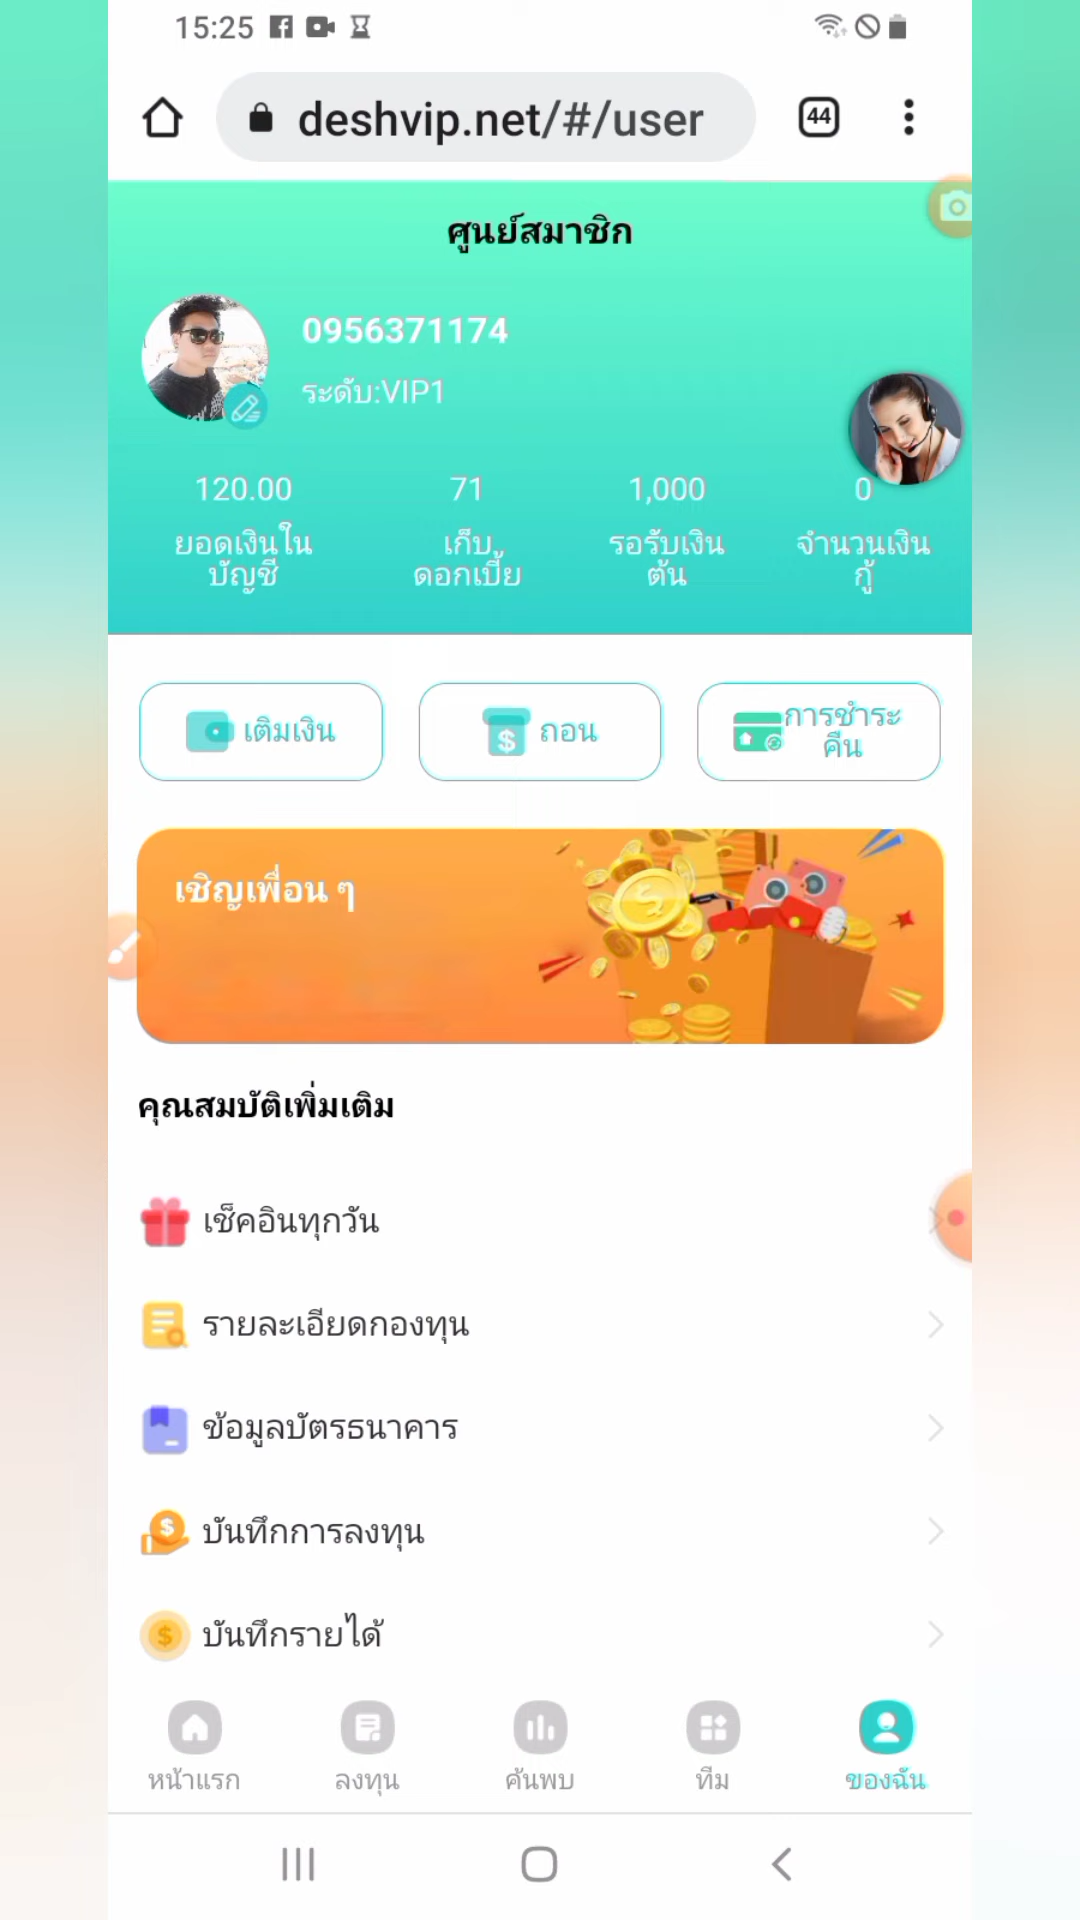 15:25
deshvip.net/#/user
44
ศูนย์สมาชิก
0956371174
ระดับ:VIP1
120.00
71
1,000
0
ยอดเงินใน
บัญชี
เก็บ
ดอกเบี้ย
รอรับเงิน
ต้น
จำนวนเงิน
กู้
เติมเงิน
ถอน
การชำระ
คืน
เชิญเพื่อน ๆ
คุณสมบัติเพิ่มเติม
เช็คอินทุกวัน
รายละเอียดกองทุน
ข้อมูลบัตรธนาคาร
บันทึกการลงทุน
บันทึกรายได้
หน้าแรก
ลงทุน
ค้นพบ
ทีม
ของฉัน